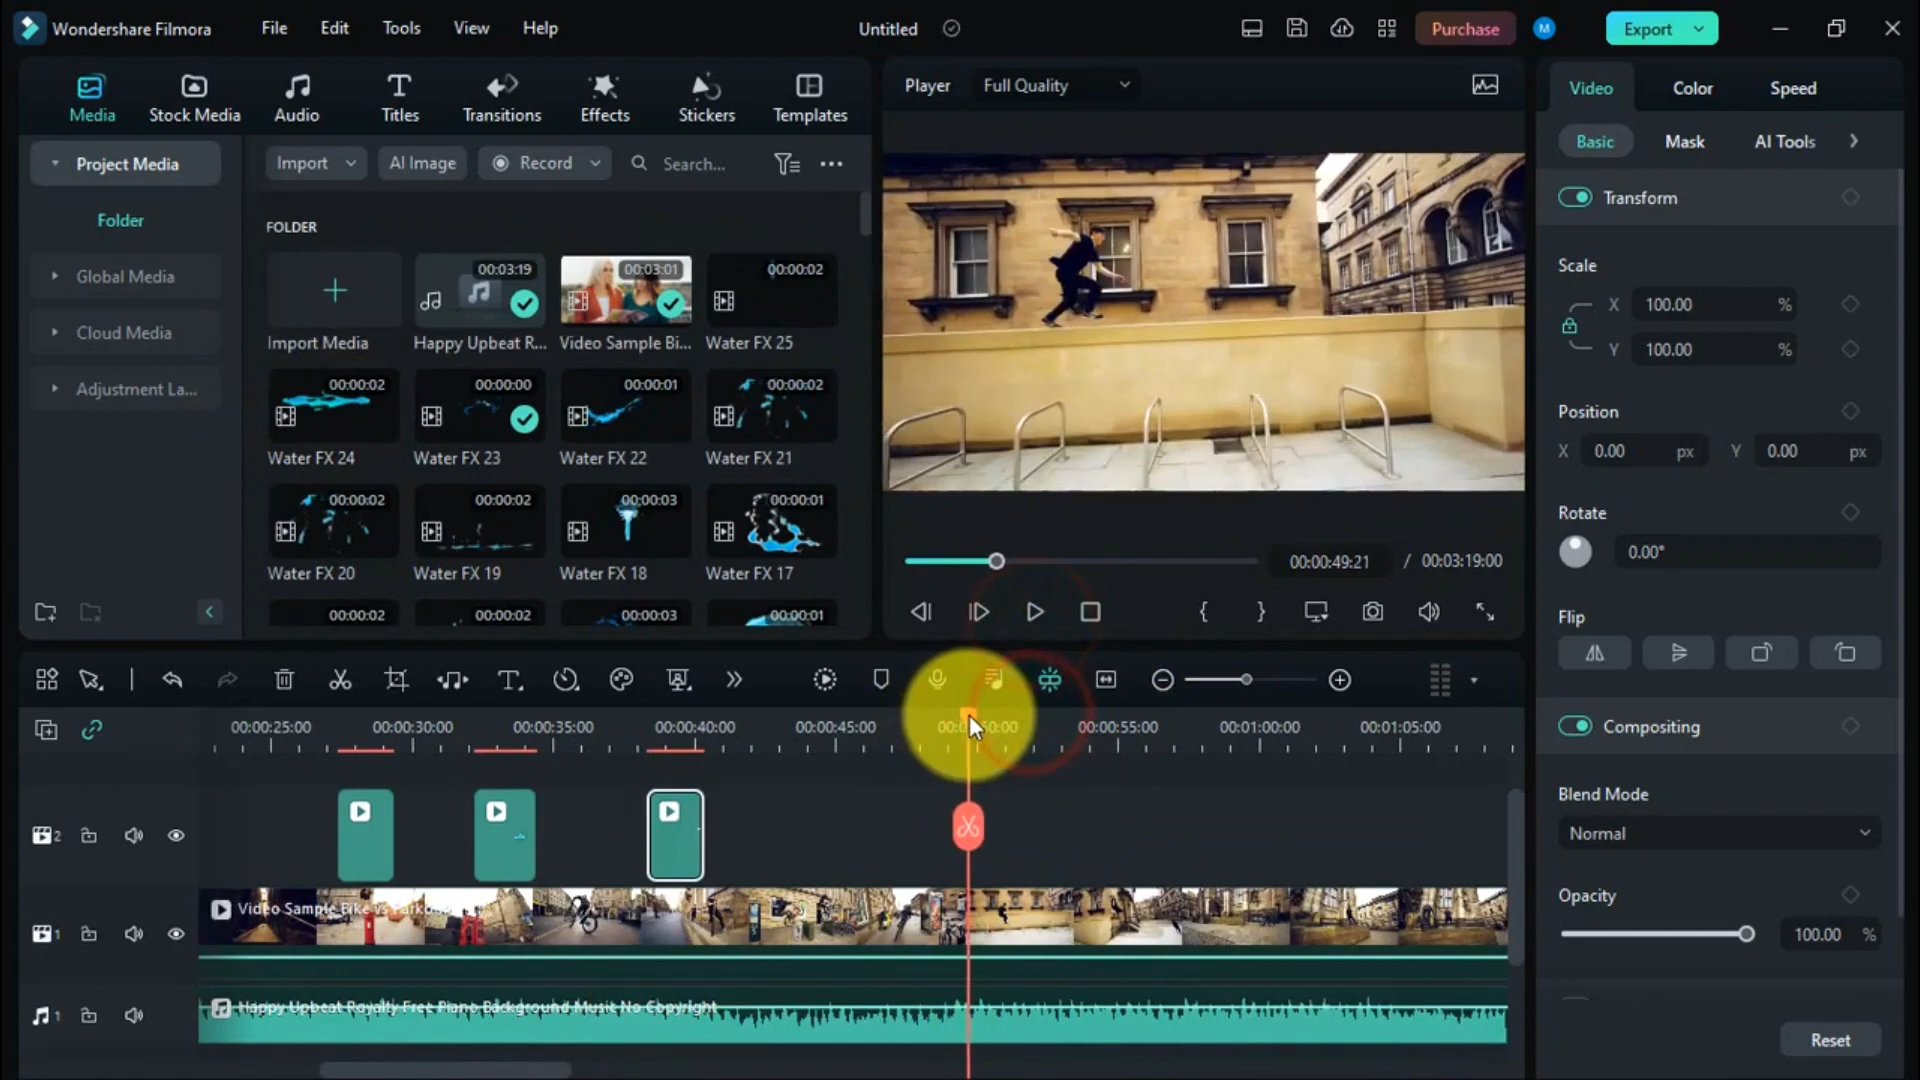 Wondershare Filmora File Edit Tools View Help Untitled Purchase M Export
Media Stock Media Audio Titles Transitions Effects Stickers Templates
Player Full Quality
Video Color Speed
Project Media
Import AI Image Record Search...
Basic Mask AI Tools
Folder
Global Media
Cloud Media
Adjustment La...
FOLDER
00:03:19 00:03:01 00:00:02
Import Media Happy Upbeat R... Video Sample Bi... Water FX 25
00:00:02 00:00:00 00:00:01 00:00:02
Water FX 24 Water FX 23 Water FX 22 Water FX 21
00:00:02 00:00:02 00:00:03 00:00:01
Water FX 20 Water FX 19 Water FX 18 Water FX 17
00:00:02 00:00:02 00:00:03 00:00:01
00:00:49:21 / 00:03:19:00
{ }
Transform
Scale
X 100.00 %
Y 100.00 %
Position
X 0.00 px Y 0.00 px
Rotate
0.00°
Flip
Compositing
Blend Mode
Normal
Opacity
100.00 %
Reset
00:00:25:00 00:00:30:00 00:00:35:00 00:00:40:00 00:00:45:00 00:00:55:00 00:01:00:00 00:01:05:00
2
1 Video Sample Bike vs Parkour
1 Happy Upbeat Royalty Free Piano Background Music No Copyright